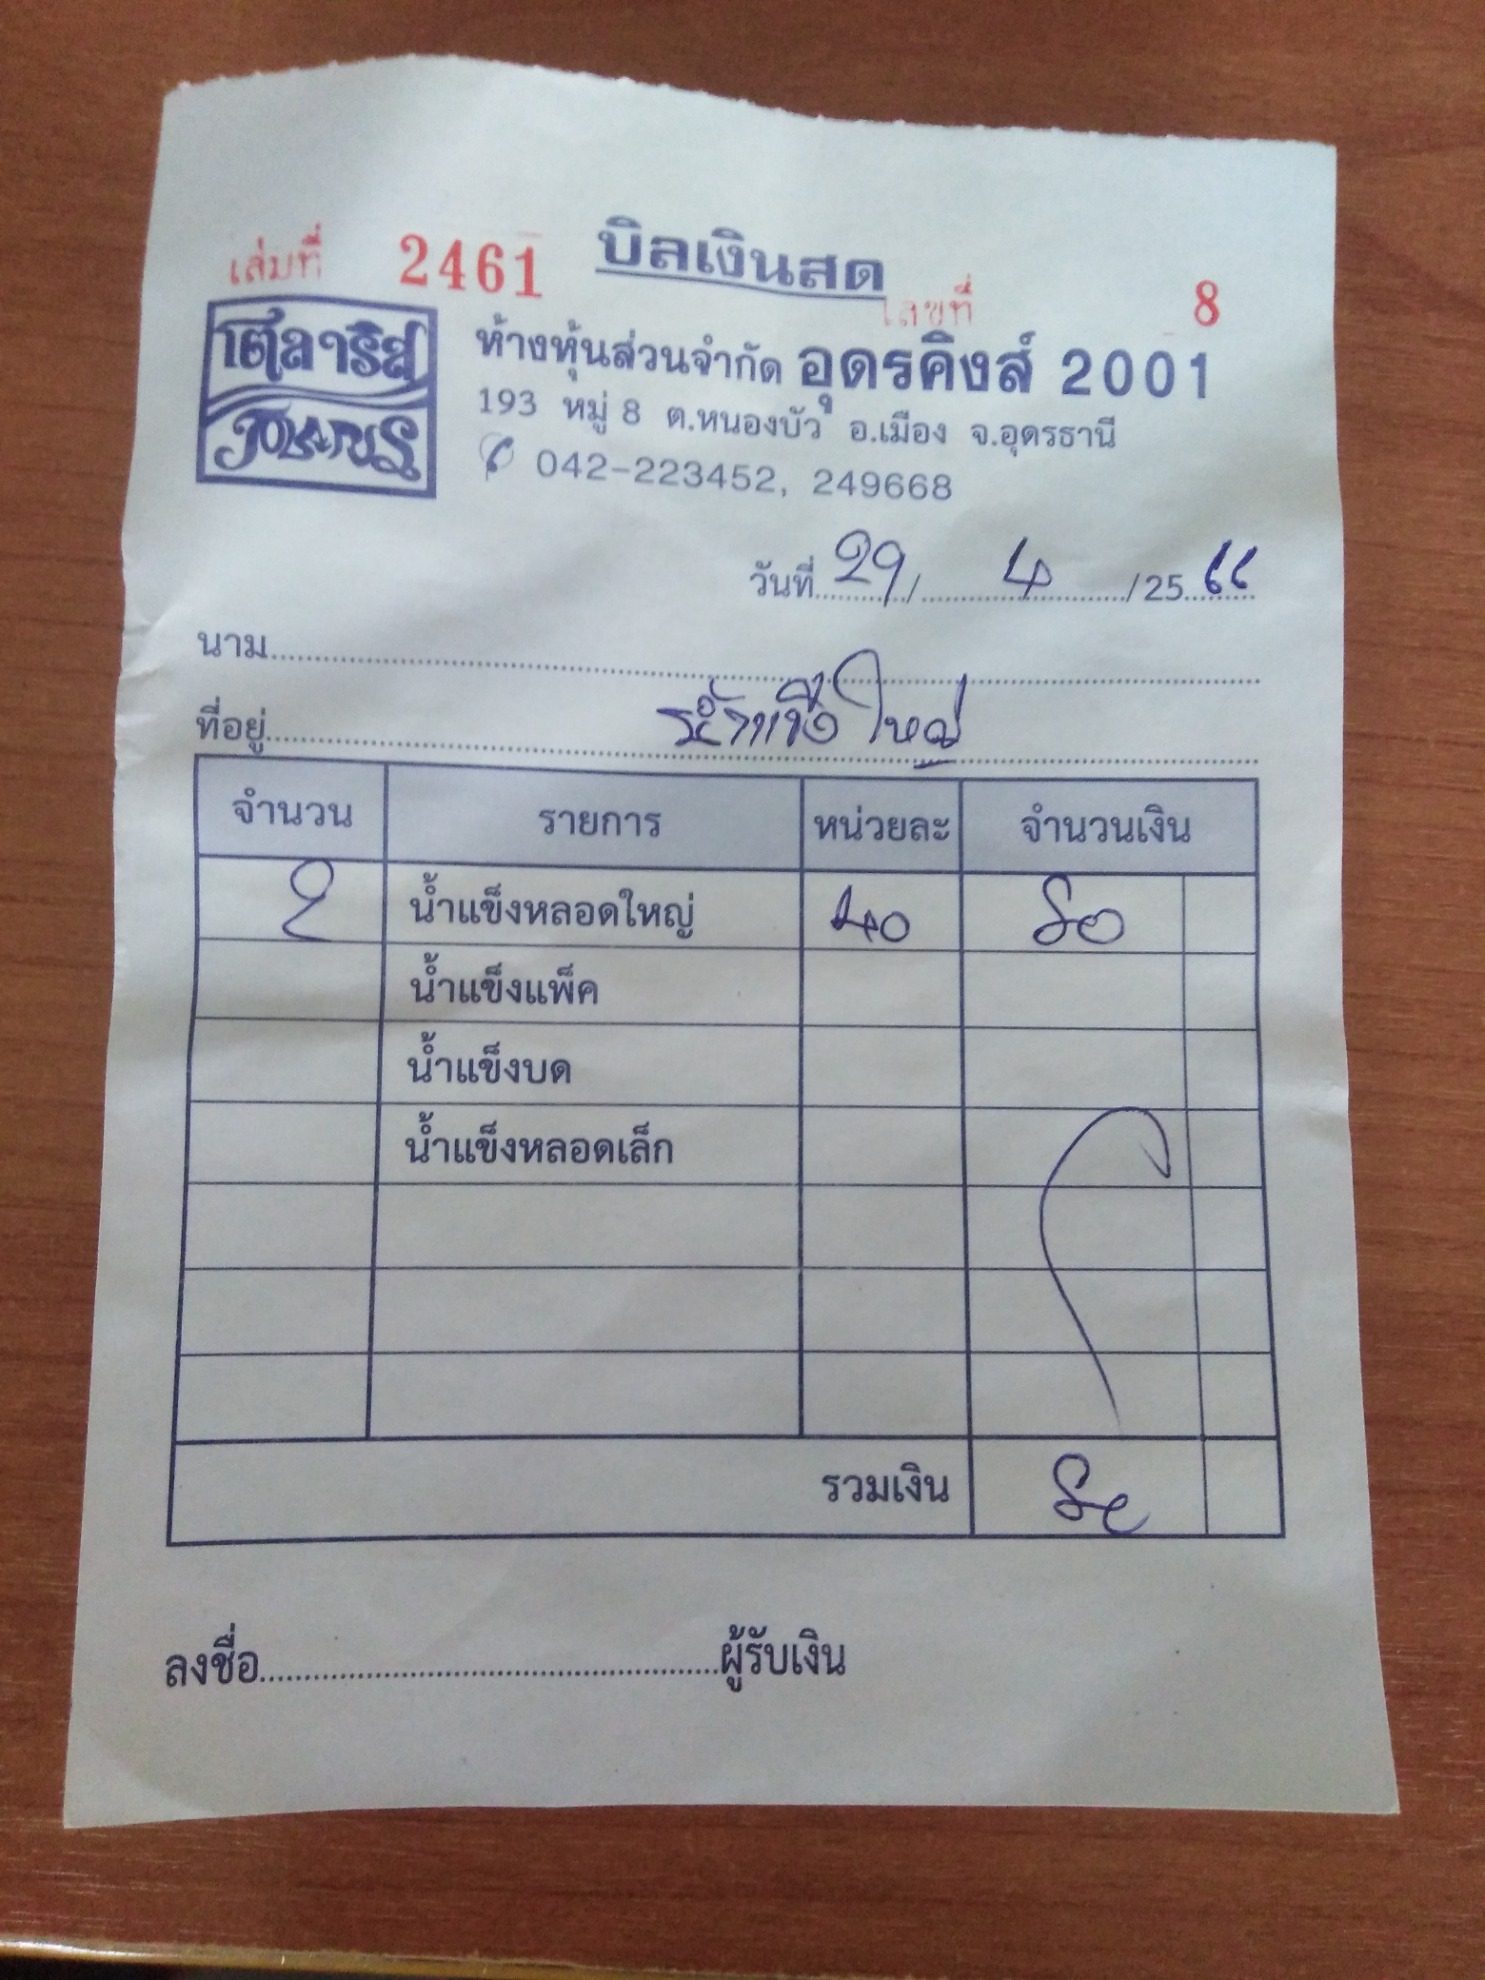 เล่มที่ 2461 บิลเงินสด เลขที่ 8
โตลาริส
ห้างหุ้นส่วนจำกัด อุดรคิงส์ 2001
193 หมู่ 8 ต.หนองบัว อ.เมือง จ.อุดรธานี
042-223452, 249668
วันที่ 29 / 4 / 25 66
นาม
ที่อยู่ ใหญ่
จำนวน รายการ หน่วยละ จำนวนเงิน
2 น้ำแข็งหลอดใหญ่ 40 80
น้ำแข็งแพ็ค
น้ำแข็งบด
น้ำแข็งหลอดเล็ก
รวมเงิน 80
ลงชื่อ ผู้รับเงิน